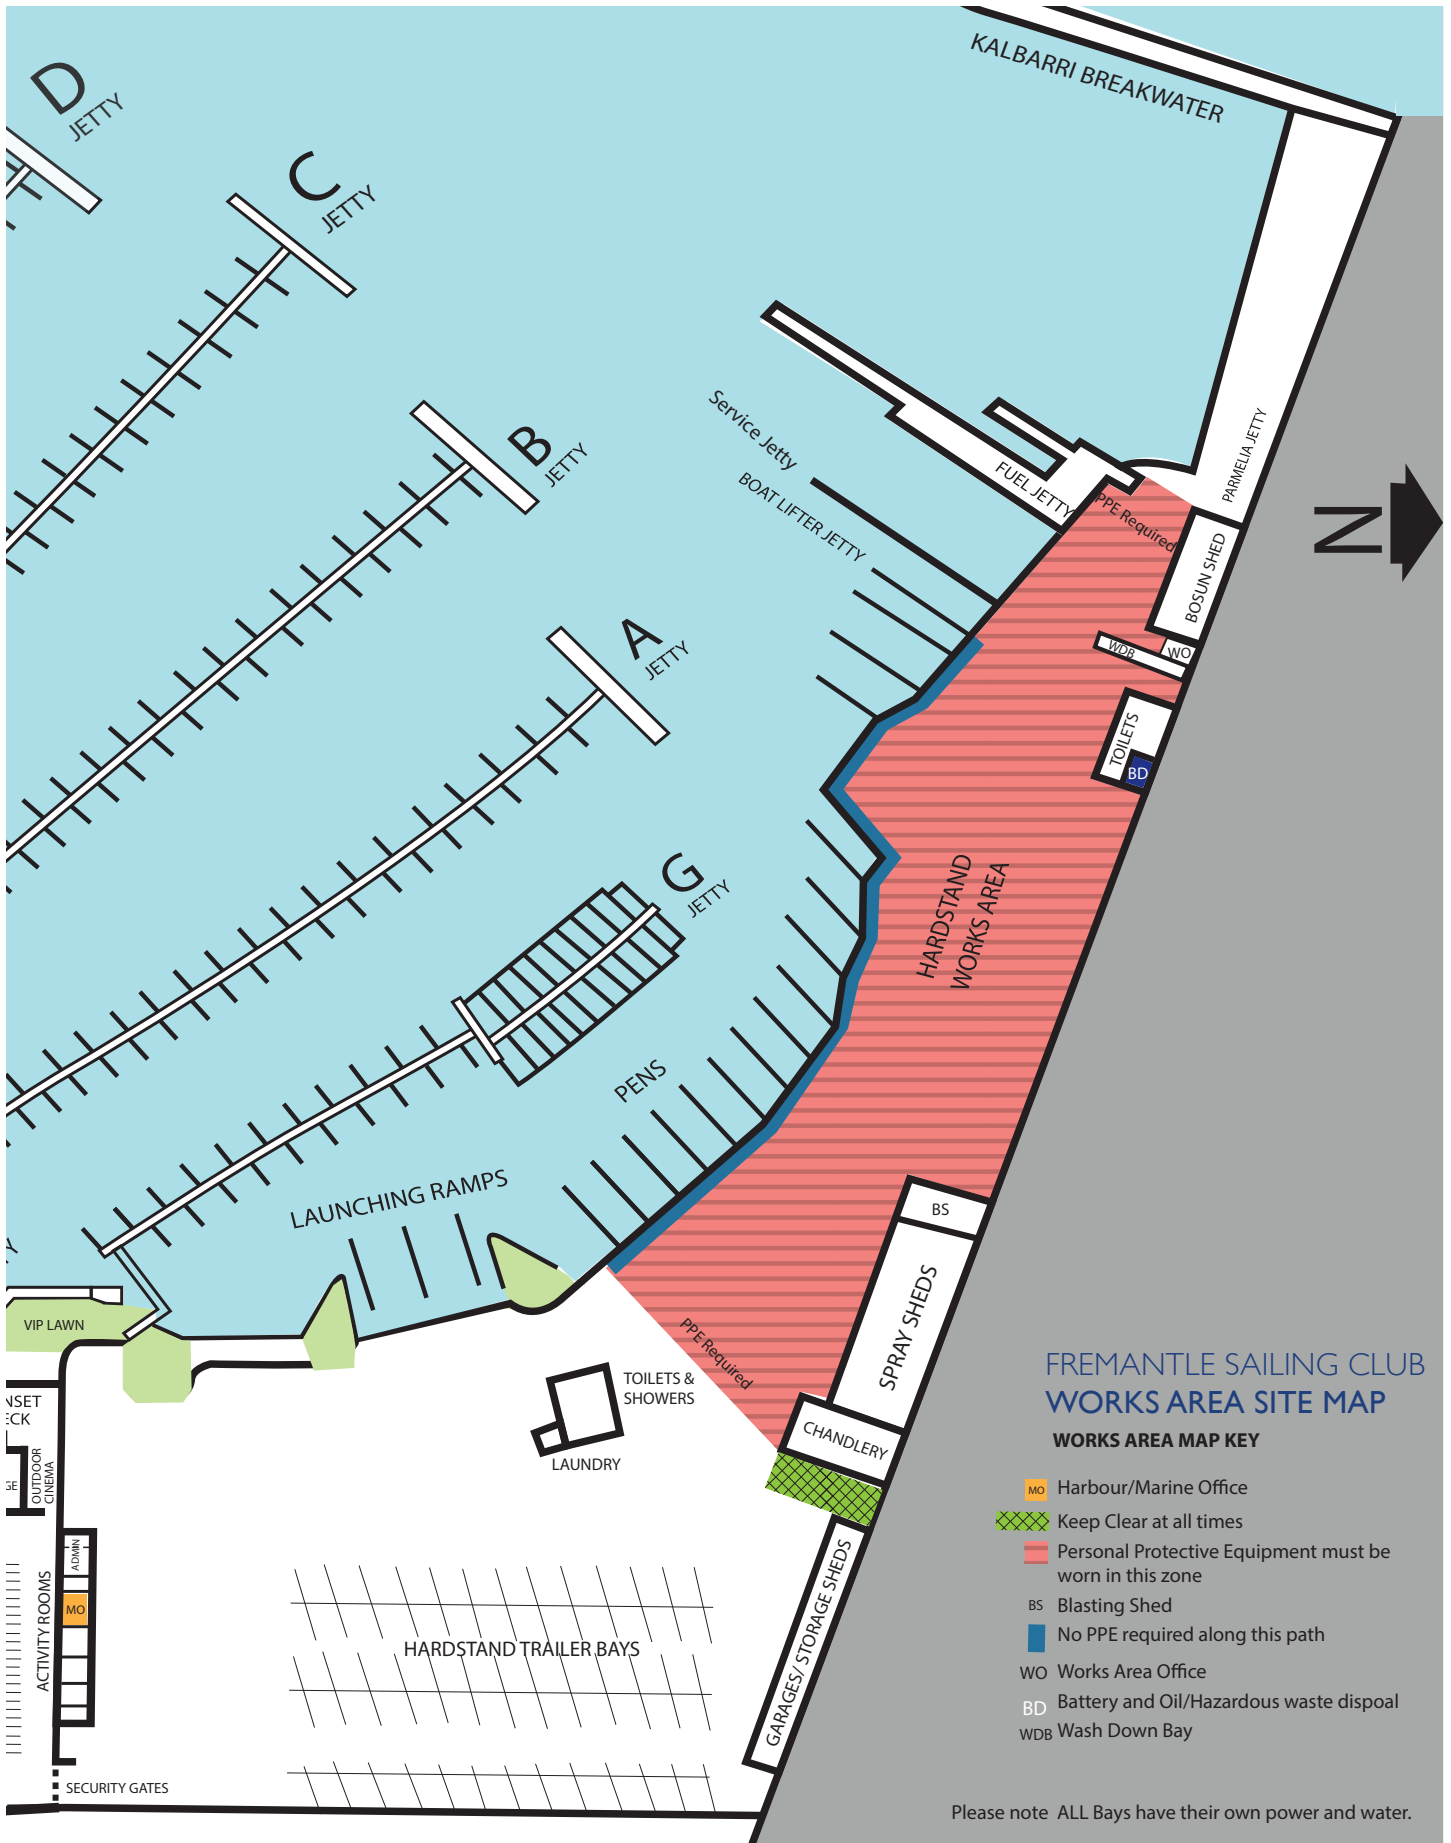 KALBARRI BREAKWATER
D
JETTY
C
JETTY
B
JETTY
A
JETTY
G
JETTY
Service Jetty
BOAT LIFTER JETTY
FUEL JETTY
PPE Required
PARMELIA JETTY
N
BOSUN SHED
WDB
WO
TOILETS
BD
HARDSTAND
WORKS AREA
PENS
LAUNCHING RAMPS
BS
SPRAY SHEDS
PPE Required
CHANDLERY
Y
VIP LAWN
NSET
ECK
GE
OUTDOOR
CINEMA
TOILETS &
SHOWERS
LAUNDRY
ADMIN
MO
ACTIVITY ROOMS
HARDSTAND TRAILER BAYS
GARAGES/ STORAGE SHEDS
SECURITY GATES
FREMANTLE SAILING CLUB
WORKS AREA SITE MAP
WORKS AREA MAP KEY
MO Harbour/Marine Office
Keep Clear at all times
Personal Protective Equipment must be
worn in this zone
BS Blasting Shed
No PPE required along this path
WO Works Area Office
BD Battery and Oil/Hazardous waste dispoal
WDB Wash Down Bay
Please note ALL Bays have their own power and water.